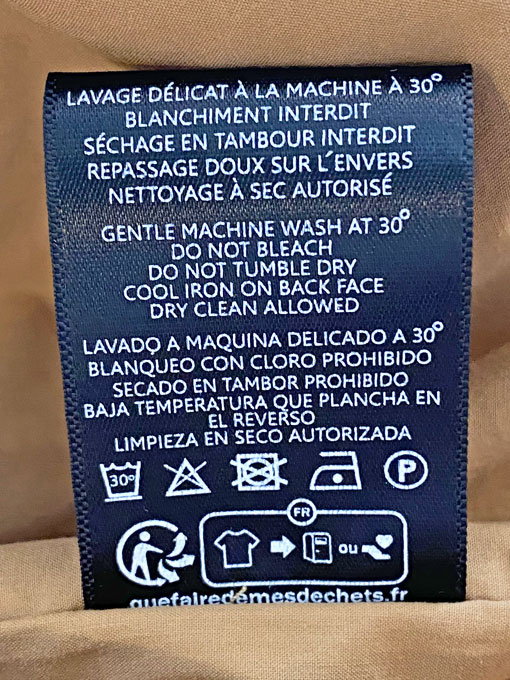 LAVAGE DÉLICAT À LA MACHINE À 30°
BLANCHIMENT INTERDIT
SÉCHAGE EN TAMBOUR INTERDIT
REPASSAGE DOUX SUR L'ENVERS
NETTOYAGE À SEC AUTORISÉ
GENTLE MACHINE WASH AT 30°
DO NOT BLEACH
DO NOT TUMBLE DRY
COOL IRON ON BACK FACE
DRY CLEAN ALLOWED
LAVADO A MAQUINA DELICADO A 30°
BLANQUEO CON CLORO PROHIBIDO
SECADO EN TAMBOR PROHIBIDO
BAJA TEMPERATURA QUE PLANCHA EN
EL REVERSO
LIMPIEZA EN SECO AUTORIZADA
30° P
FR
ou
quefairedemesdechets.fr